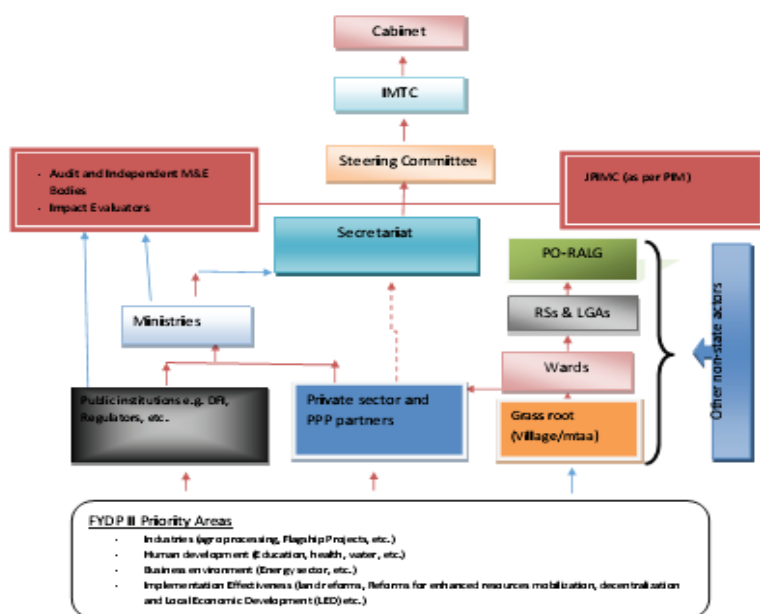 Cabinet
IMTC
Steering Committee
- Audit and Independent M&E
Bodies
- Impact Evaluators
JPIMC (as per PIM)
Secretariat
PO-RALG
RSs & LGAs
Ministries
Wards
Public institutions e.g. DFI,
Regulators, etc.
Private sector and
PPP partners
Grass root
(Village/mtaa)
Other non-state actors
FYDP III Priority Areas
- Industries (agro processing, Flagship Projects, etc.)
- Human development (Education, health, water, etc.)
- Business environment (Energy sector, etc.)
- Implementation Effectiveness (land reforms, Reforms for enhanced resources mobilization, decentralization
and Local Economic Development (LED) etc.)